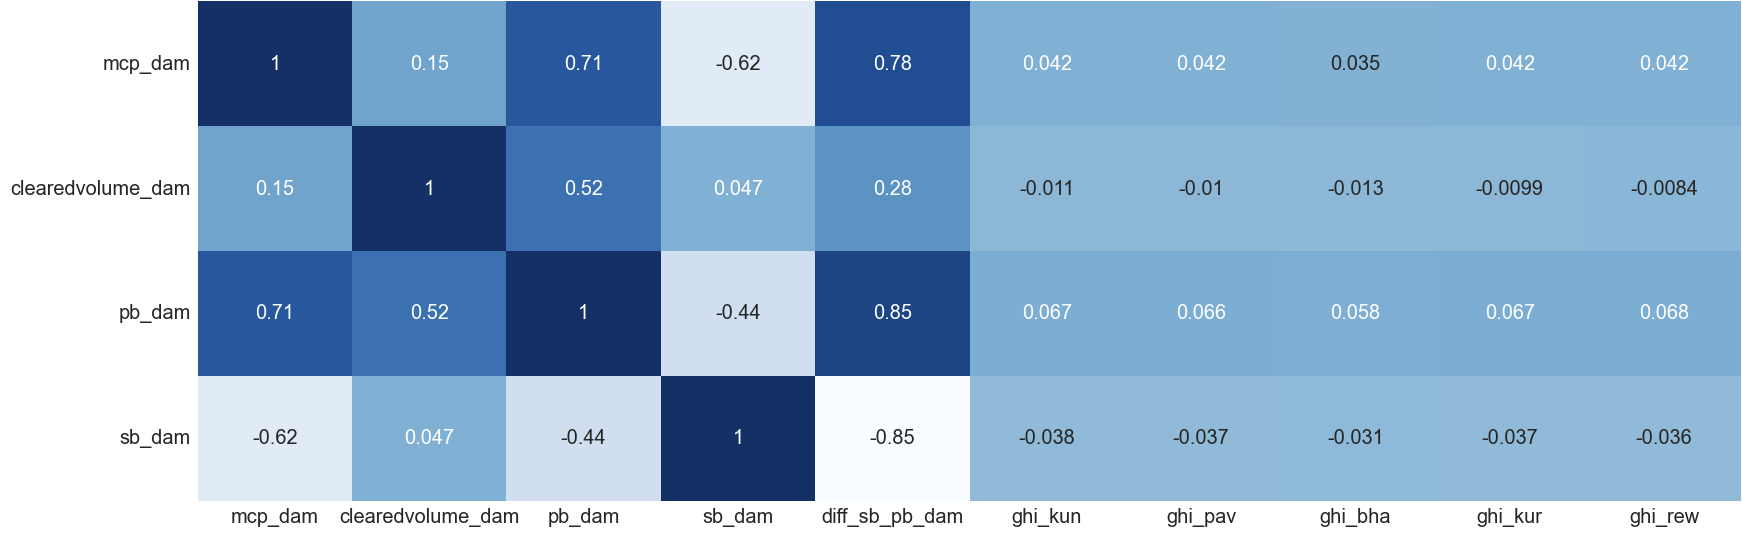 mcp_dam 1 0.15 0.71 -0.62 0.78 0.042 0.042 0.035 0.042 0.042
clearedvolume_dam 0.15 1 0.52 0.047 0.28 -0.011 -0.01 -0.013 -0.0099 -0.0084
pb_dam 0.71 0.52 1 -0.44 0.85 0.067 0.066 0.058 0.067 0.068
sb_dam -0.62 0.047 -0.44 1 -0.85 -0.038 -0.037 -0.031 -0.037 -0.036
mcp_dam clearedvolume_dam pb_dam sb_dam diff_sb_pb_dam ghi_kun ghi_pav ghi_bha ghi_kur ghi_rew